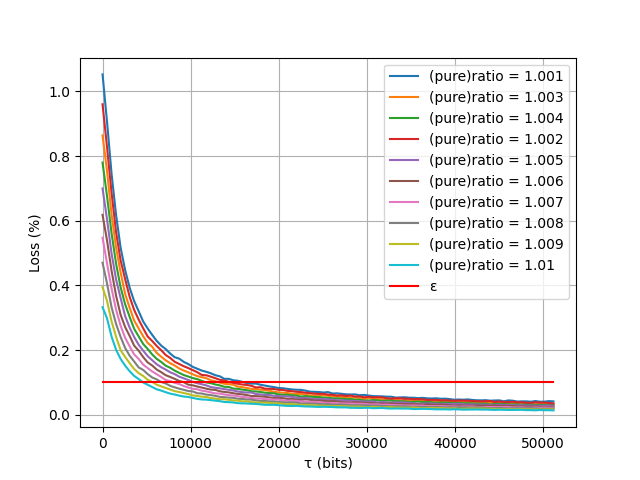 (pure)ratio = 1.001
(pure)ratio = 1.003
(pure)ratio = 1.004
(pure)ratio = 1.002
(pure)ratio = 1.005
(pure)ratio = 1.006
(pure)ratio = 1.007
(pure)ratio = 1.008
(pure)ratio = 1.009
(pure)ratio = 1.01
ε
Loss (%)
1.0
0.8
0.6
0.4
0.2
0.0
0 10000 20000 30000 40000 50000
τ (bits)